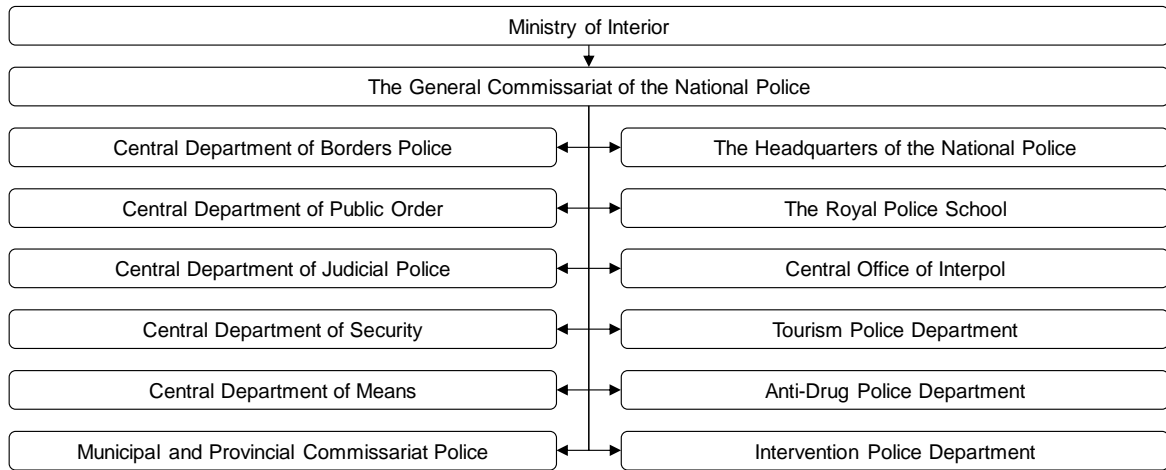 Ministry of Interior
The General Commissariat of the National Police
Central Department of Borders Police
The Headquarters of the National Police
Central Department of Public Order
The Royal Police School
Central Department of Judicial Police
Central Office of Interpol
Central Department of Security
Tourism Police Department
Central Department of Means
Anti-Drug Police Department
Municipal and Provincial Commissariat Police
Intervention Police Department